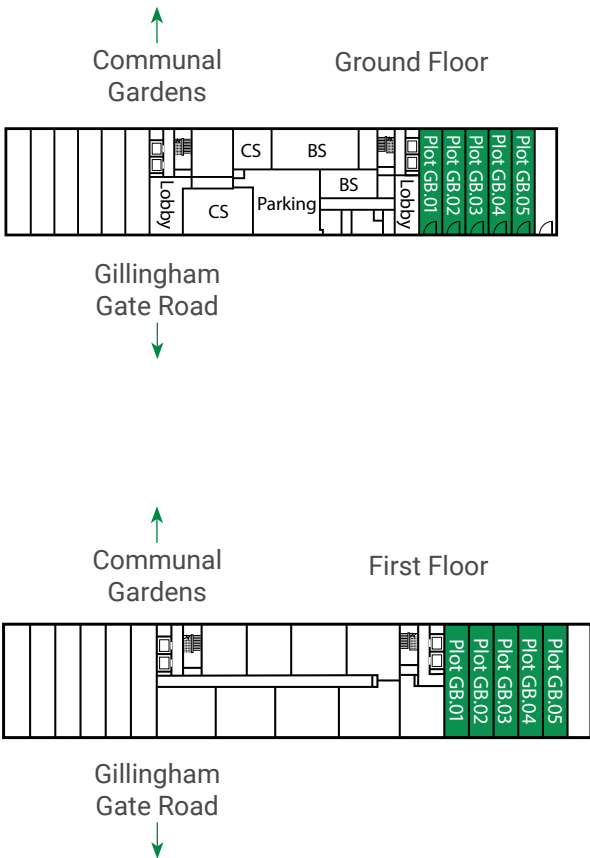 Communal
Gardens
Ground Floor
CS
BS
BS
CS
Parking
Lobby
Lobby
Plot GB.01
Plot GB.02
Plot GB.03
Plot GB.04
Plot GB.05
Gillingham
Gate Road
Communal
Gardens
First Floor
Plot GB.01
Plot GB.02
Plot GB.03
Plot GB.04
Plot GB.05
Gillingham
Gate Road